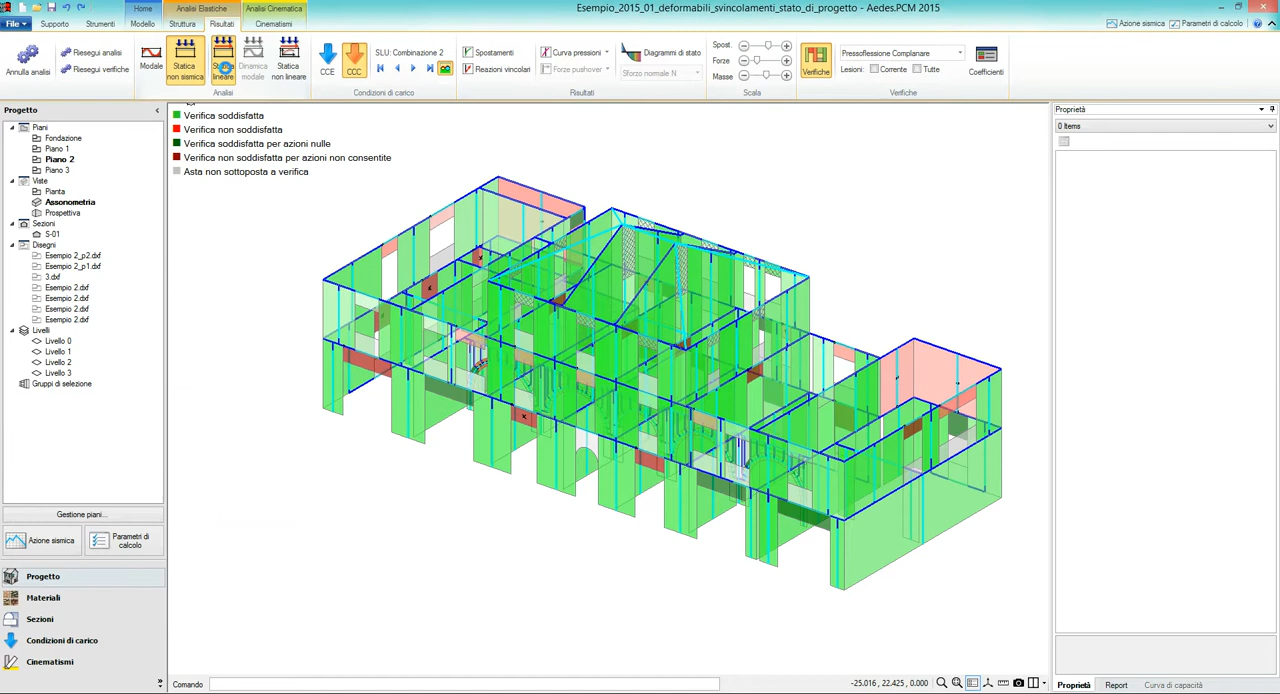 Esempio_2015_01_deformabili_svincolamenti_stato_di_progetto - Aedes.PCM 2015
Home
Analisi Elastiche
Analisi Cinematica
File
Supporto
Strumenti
Modello
Struttura
Risultati
Cinematismi
Azione sismica
Parametri di calcolo
Annulla analisi
Riesegui analisi
Riesegui verifiche
Modale
Statica non sismica
Statica lineare
Dinamica modale
Statica non lineare
Analisi
CCE
CCC
SLU: Combinazione 2
Condizioni di carico
Spostamenti
Reazioni vincolari
Curva pressioni
Forze pushover
Diagrammi di stato
Sforzo normale N
Risultati
Spost.
Forze
Masse
Scala
Verifiche
Pressoflessione Complanare
Lesioni:
Corrente
Tutte
Coefficienti
Verifiche
Progetto
Piani
Fondazione
Piano 1
Piano 2
Piano 3
Viste
Pianta
Assonometria
Prospettiva
Sezioni
S-01
Disegni
Esempio 2_p2.dxf
Esempio 2_p1.dxf
3.dxf
Esempio 2.dxf
Esempio 2.dxf
Esempio 2.dxf
Esempio 2.dxf
Livelli
Livello 0
Livello 1
Livello 2
Livello 3
Gruppi di selezione
Gestione piani...
Azione sismica
Parametri di calcolo
Progetto
Materiali
Sezioni
Condizioni di carico
Cinematismi
Verifica soddisfatta
Verifica non soddisfatta
Verifica soddisfatta per azioni nulle
Verifica non soddisfatta per azioni non consentite
Asta non sottoposta a verifica
Comando
-25.016 , 22.425 , 0.000
Proprietà
0 Items
Proprietà
Report
Curva di capacità